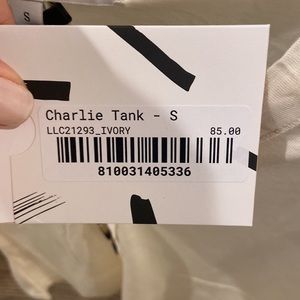 S
Charlie Tank - S
LLC21293_IVORY 85.00
810031405336